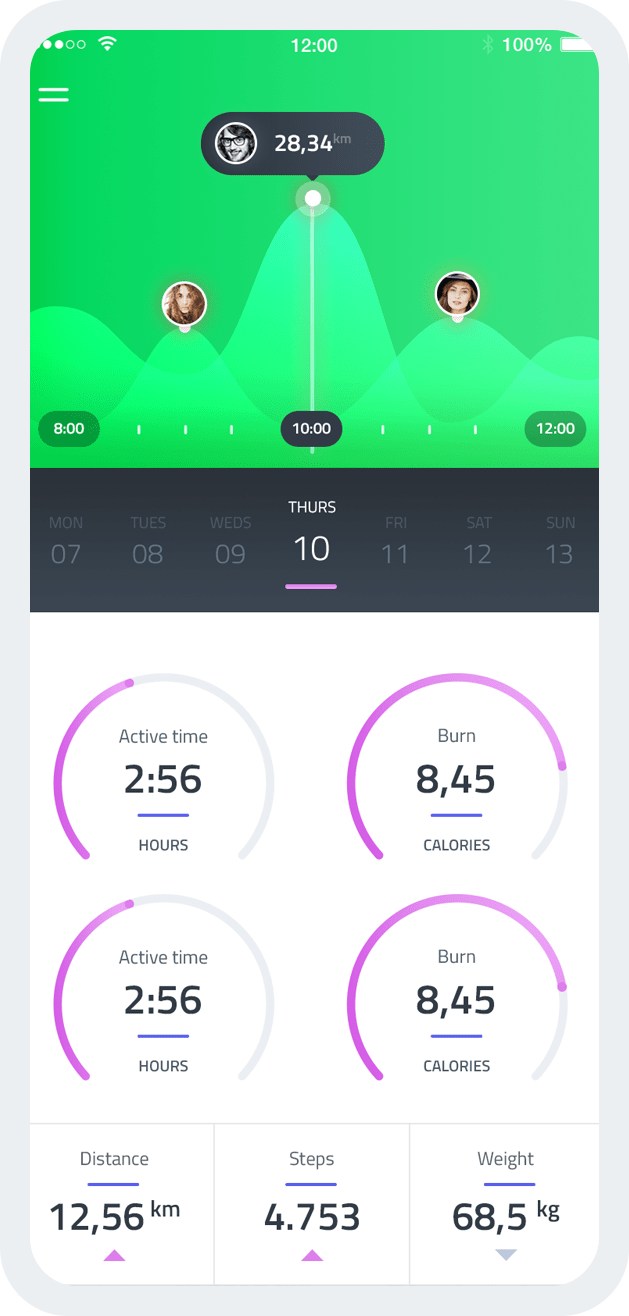 12:00 100%
28,34 km
8:00 10:00 12:00
MON TUES WEDS THURS FRI SAT SUN
07 08 09 10 11 12 13
Active time Burn
2:56 8,45
HOURS CALORIES
Active time Burn
2:56 8,45
HOURS CALORIES
Distance Steps Weight
12,56 km 4.753 68,5 kg